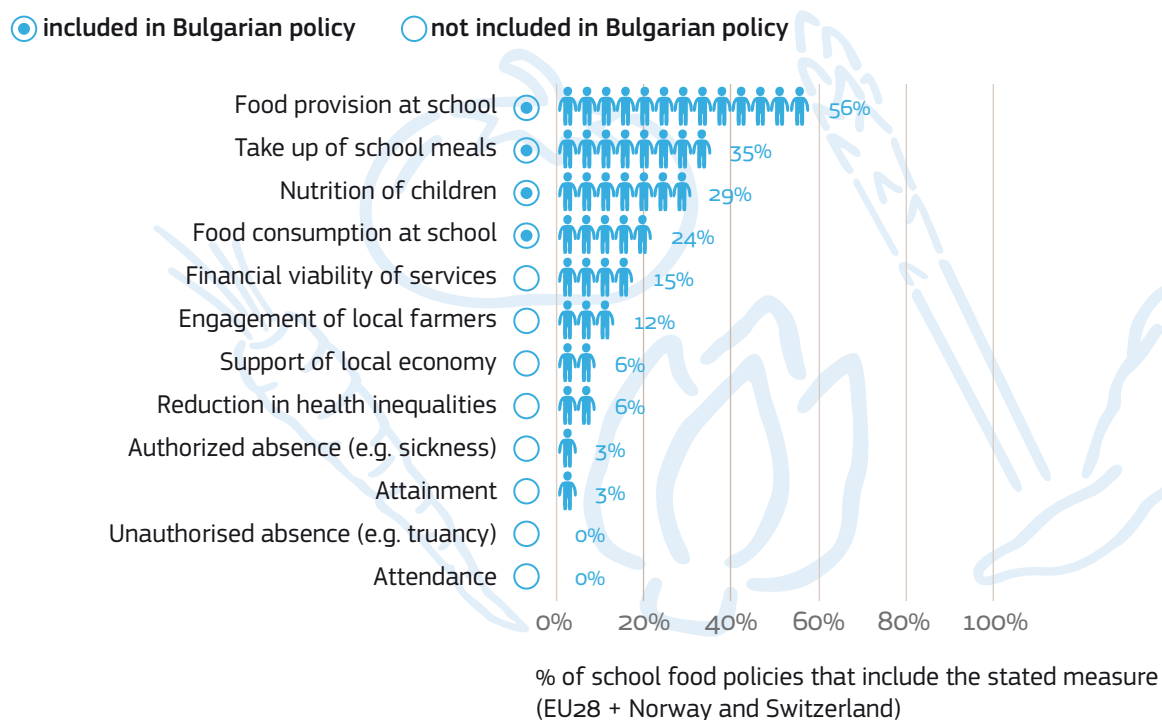 included in Bulgarian policy not included in Bulgarian policy
Food provision at school 56%
Take up of school meals 35%
Nutrition of children 29%
Food consumption at school 24%
Financial viability of services 15%
Engagement of local farmers 12%
Support of local economy 6%
Reduction in health inequalities 6%
Authorized absence (e.g. sickness) 3%
Attainment 3%
Unauthorised absence (e.g. truancy) 0%
Attendance 0%
0% 20% 40% 60% 80% 100%
% of school food policies that include the stated measure
(EU28 + Norway and Switzerland)